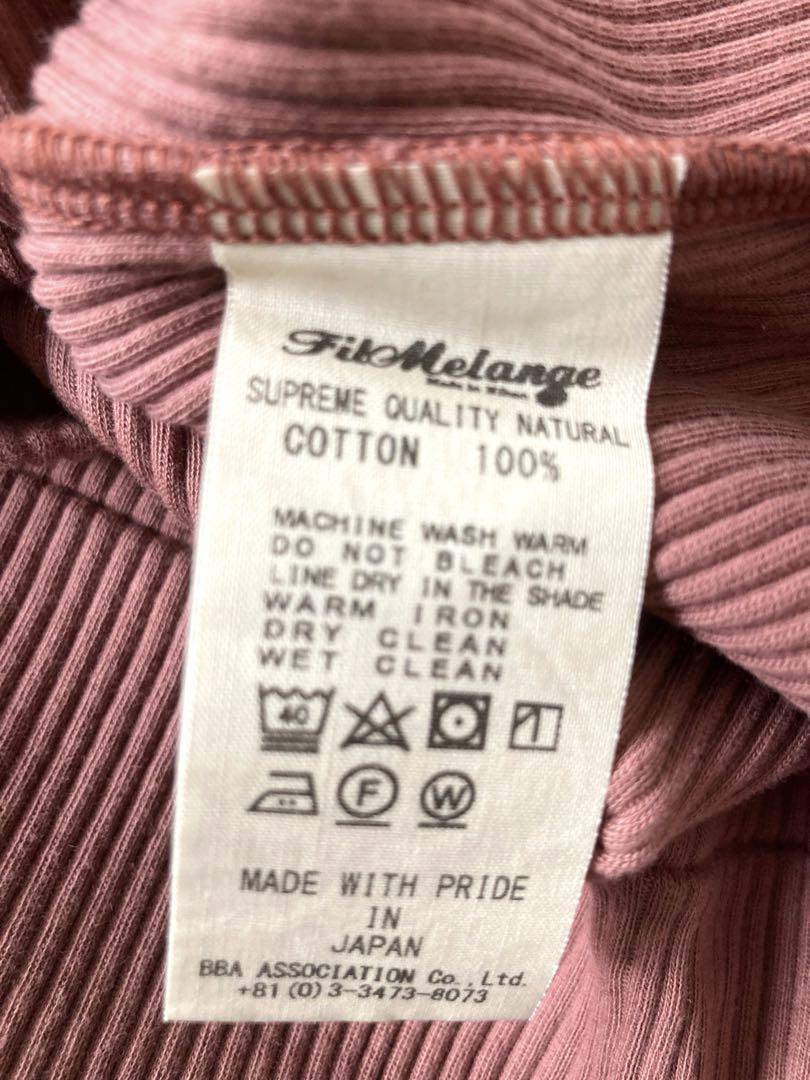 FilMelange
SUPREME QUALITY NATURAL
COTTON 100%
MACHINE WASH WARM
DO NOT BLEACH
LINE DRY IN THE SHADE
WARM IRON
DRY CLEAN
WET CLEAN
40
F W
MADE WITH PRIDE
IN
JAPAN
BBA ASSOCIATION Co.,Ltd.
+81(0)3-3473-8073